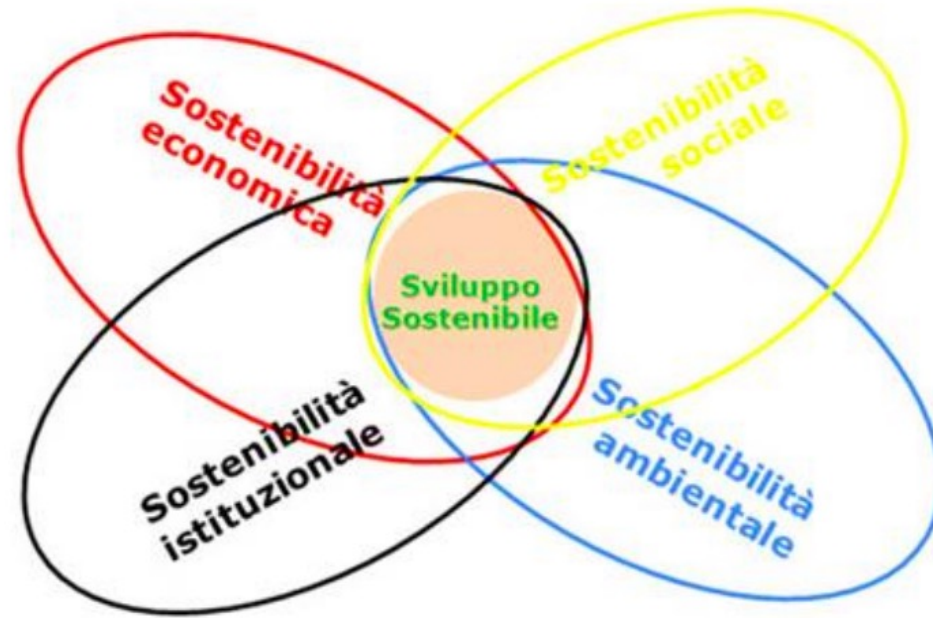 Sostenibilità
economica
Sostenibilità
sociale
Sviluppo
Sostenibile
Sostenibilità
istituzionale
Sostenibilità
ambientale